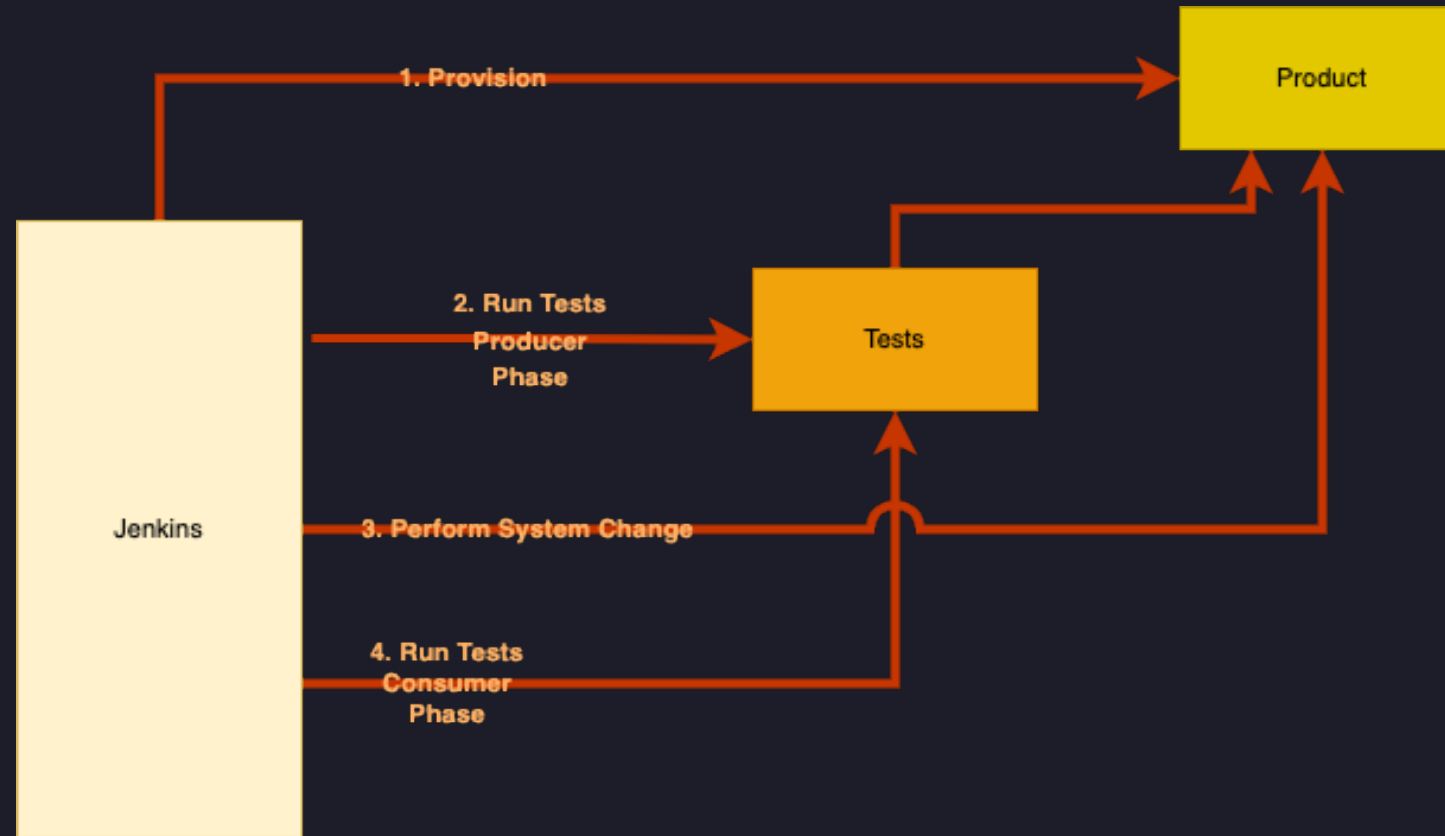 1. Provision
Product
2. Run Tests
Producer
Phase
Tests
Jenkins
3. Perform System Change
4. Run Tests
Consumer
Phase